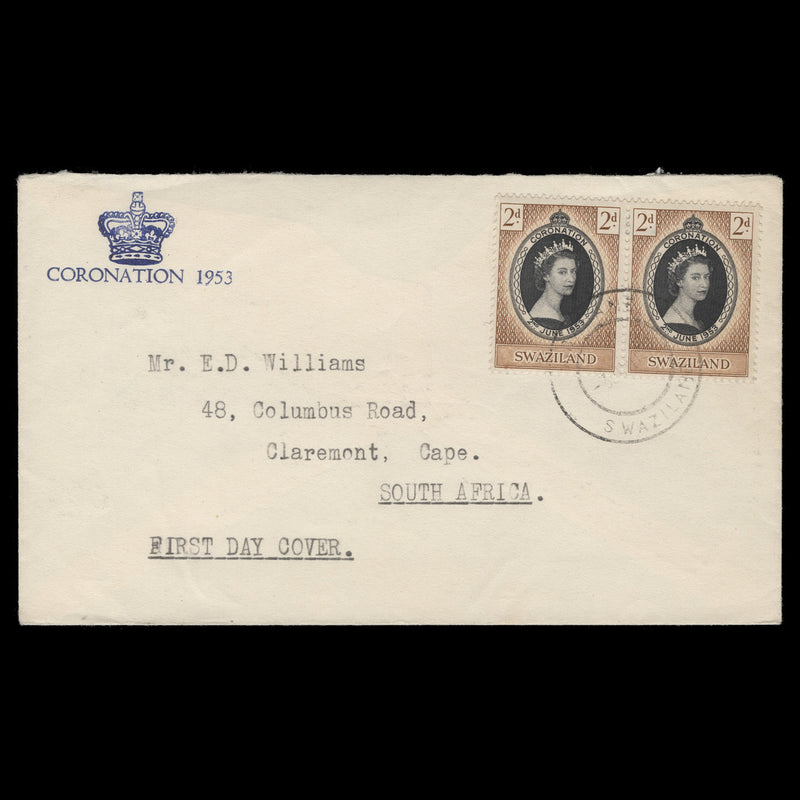 CORONATION 1953
2d 2d
CORONATION
2ND JUNE 1953
SWAZILAND
2d 2d
CORONATION
2ND JUNE 1953
SWAZILAND
SWAZILAN
Mr. E.D. Williams
48, Columbus Road,
Claremont, Cape.
SOUTH AFRICA.
FIRST DAY COVER.